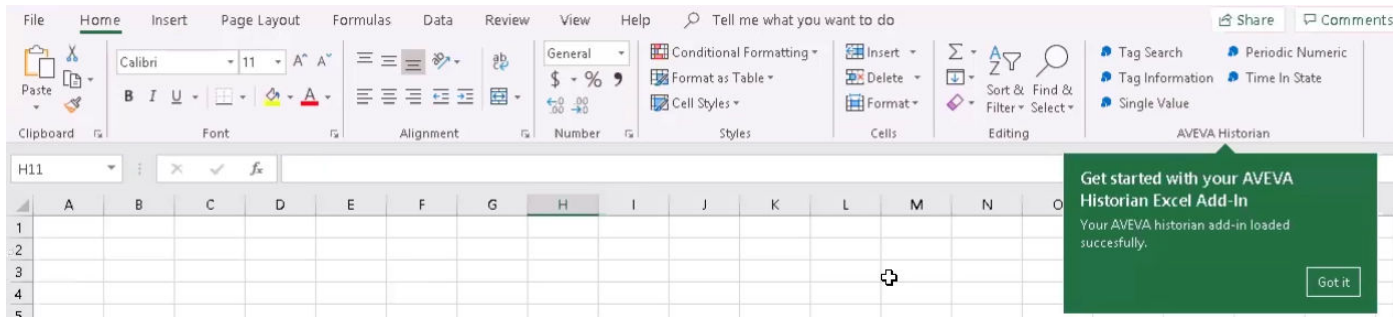 File Home Insert Page Layout Formulas Data Review View Help Tell me what you want to do Share Comments
Calibri 11 A^ A˅ ab General Conditional Formatting Insert Σ A Z Tag Search Periodic Numeric
Paste B I U A $ % 9 Format as Table Delete Sort & Filter Find & Select Tag Information Time In State
Cell Styles Format Single Value
Clipboard Font Alignment Number Styles Cells Editing AVEVA Historian
H11 fx
Get started with your AVEVA
Historian Excel Add-In
Your AVEVA historian add-in loaded
succesfully.
Got it
A B C D E F G H I J K L M N O
1
2
3
4
5